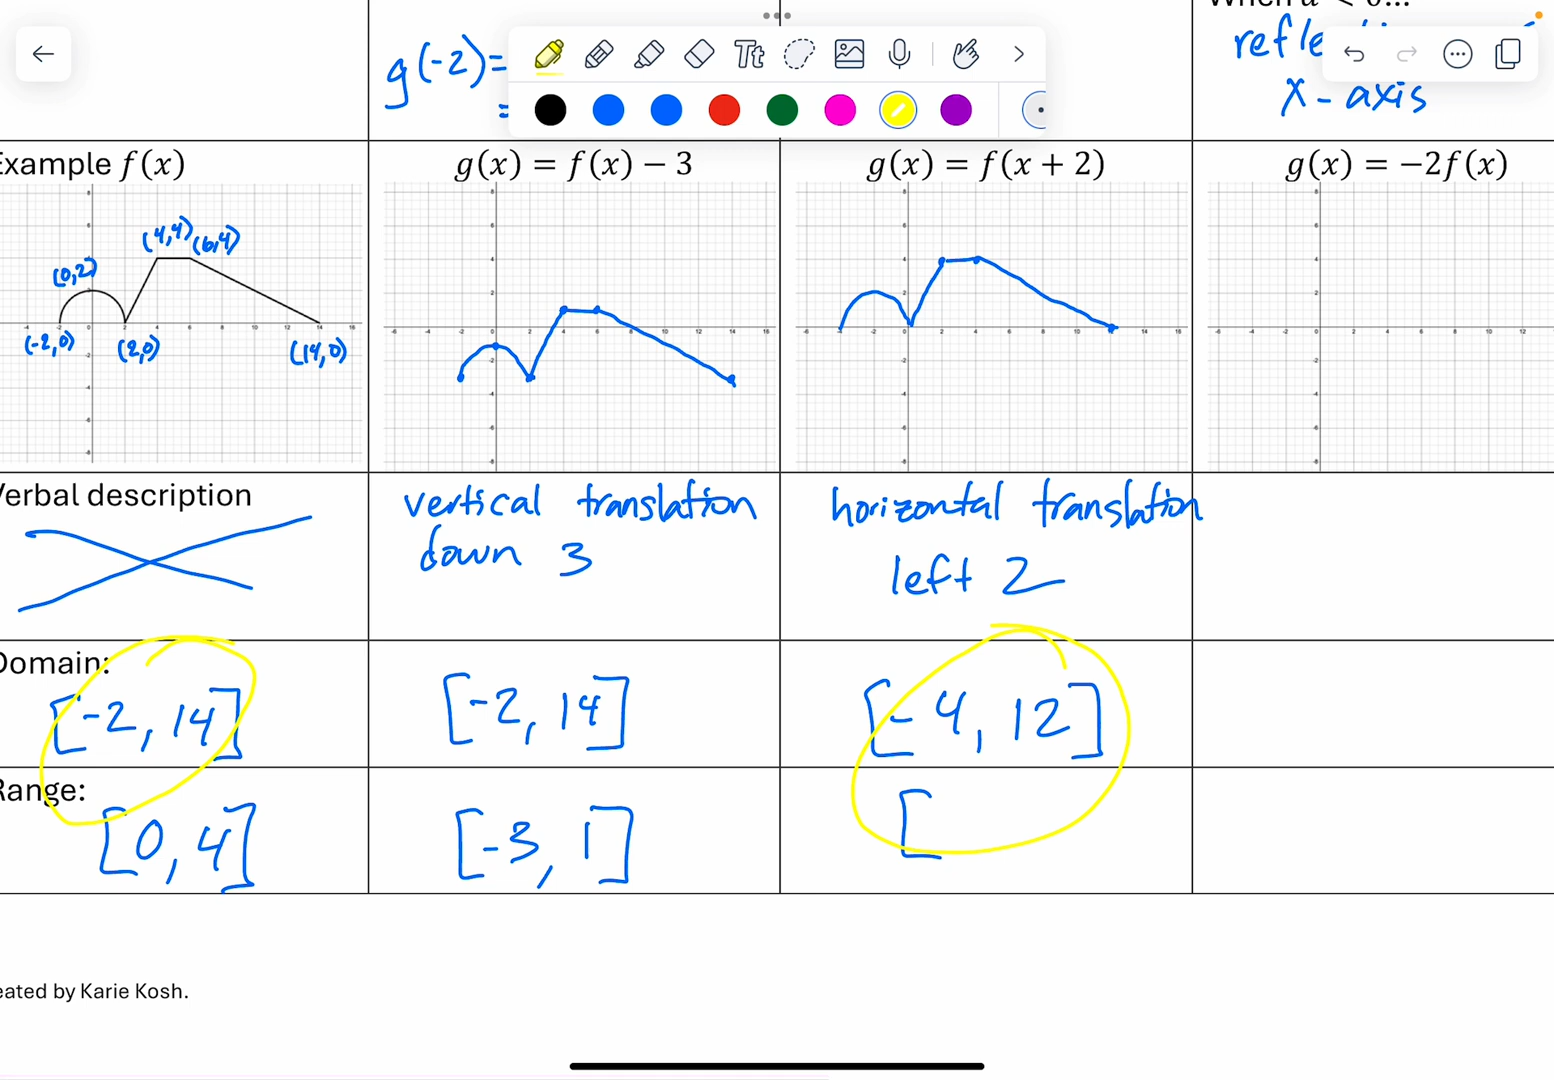 g(-2)=
=
refle
x-axis
Example f(x)
g(x) = f(x) − 3
g(x) = f(x + 2)
g(x) = −2f(x)
(4,4) (6,4)
(0,2)
(-2,0) (2,0) (14,0)
Verbal description
vertical translation
down 3
horizontal translation
left 2
Domain:
[-2, 14]
[-2, 14]
[-4, 12]
Range:
[0, 4]
[-3, 1]
[
eated by Karie Kosh.
Tt